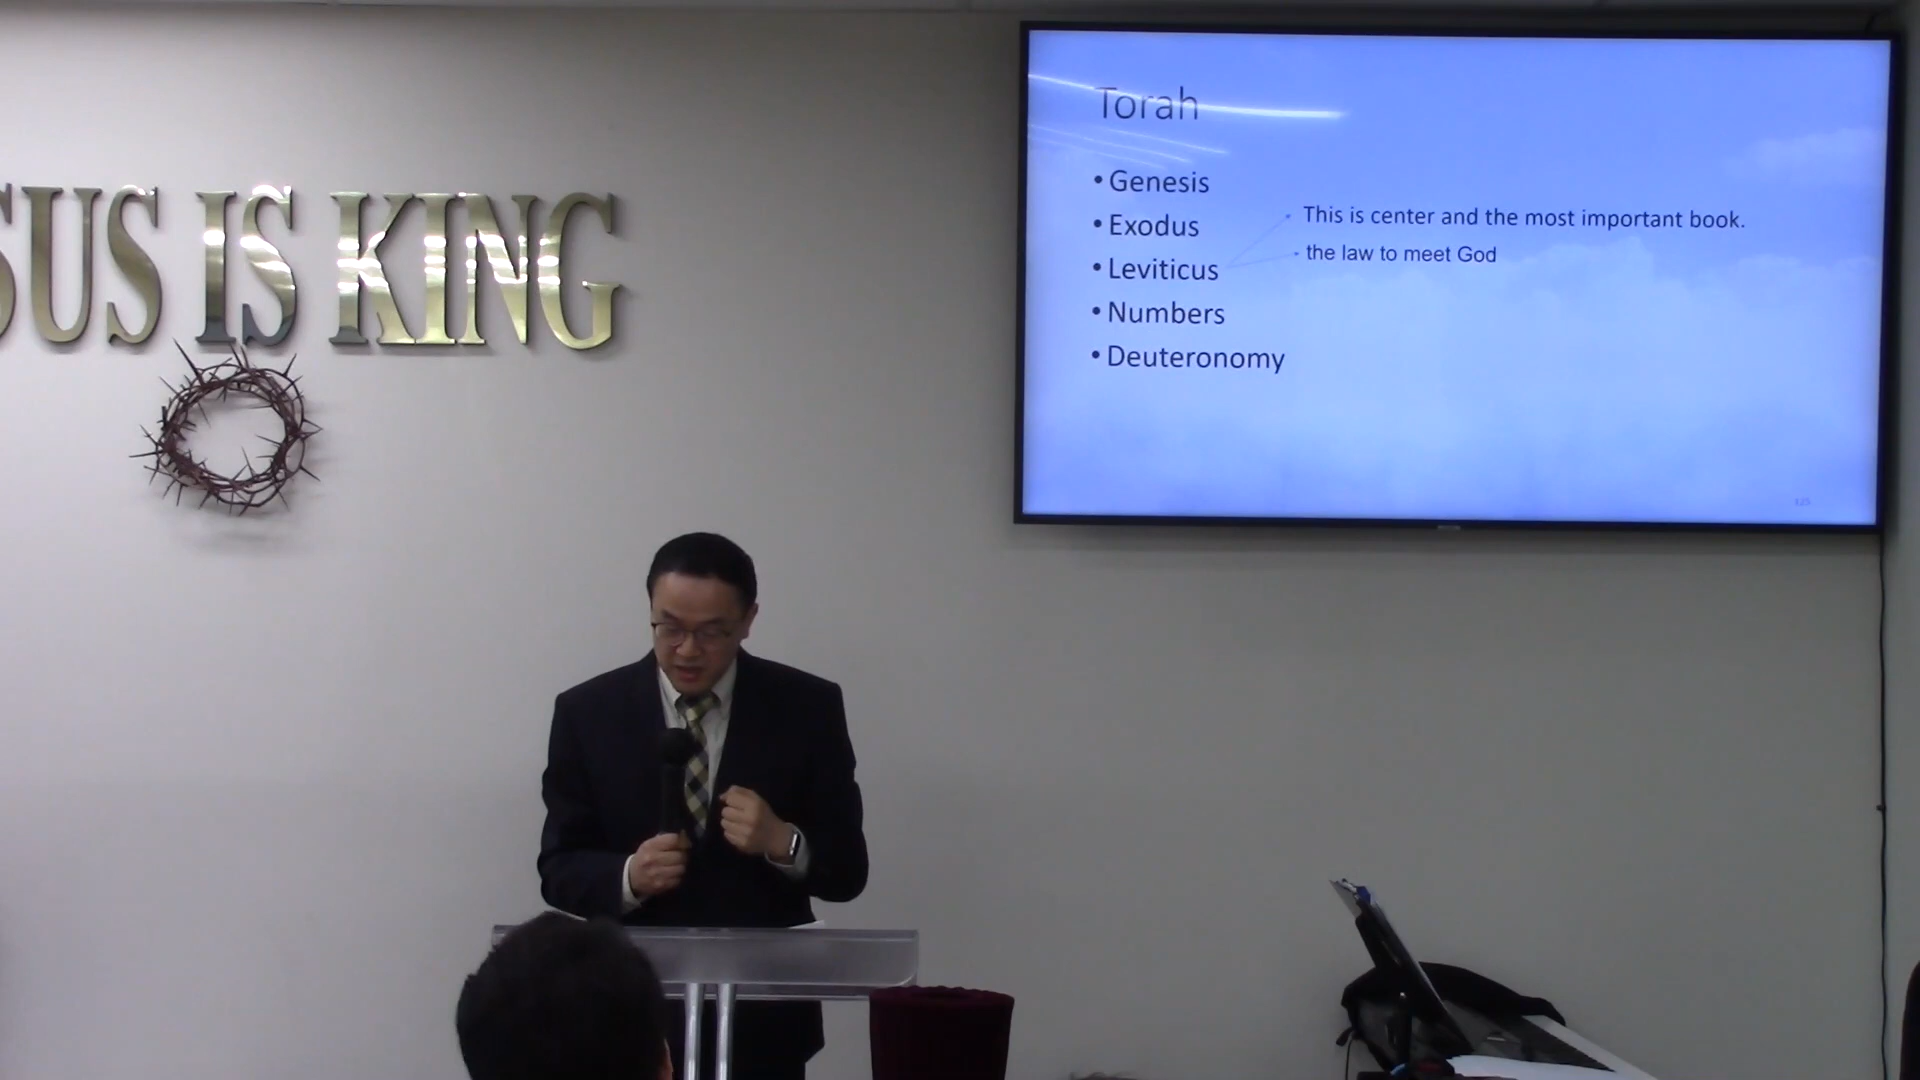 SUS IS KING
Torah
• Genesis
• Exodus
• Leviticus
• Numbers
• Deuteronomy
This is center and the most important book.
the law to meet God